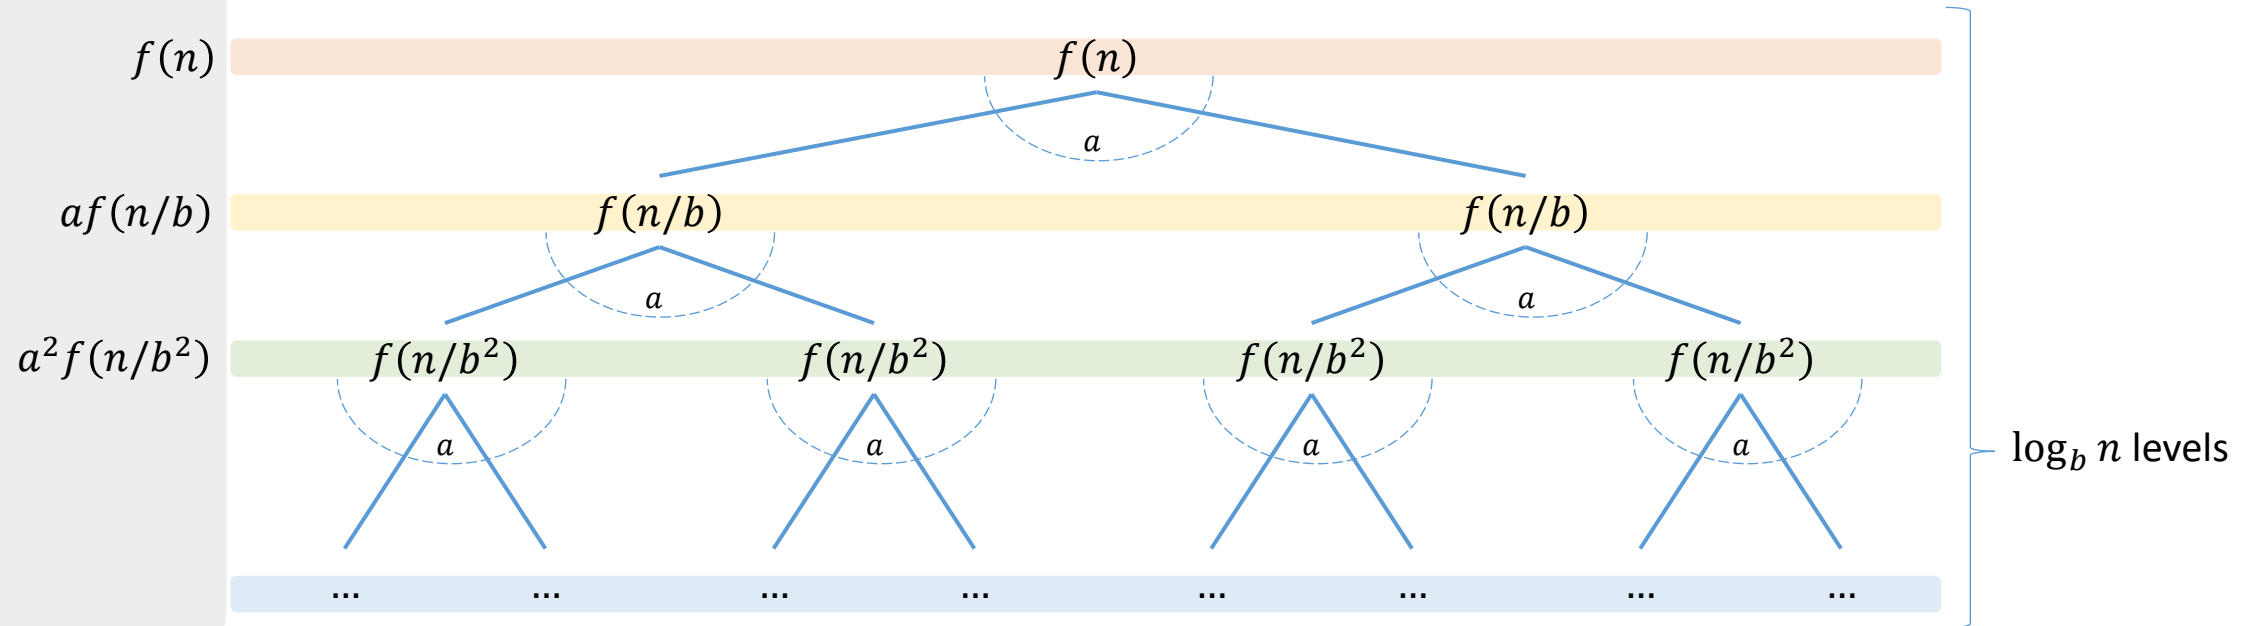 f(n) f(n)
a
af(n/b) f(n/b) f(n/b)
a a
a²f(n/b²) f(n/b²) f(n/b²) f(n/b²) f(n/b²)
a a a a
log_b n levels
... ... ... ... ... ... ... ...